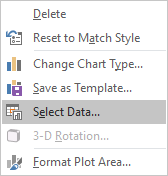 Delete
Reset to Match Style
Change Chart Type...
Save as Template...
Select Data...
3-D Rotation...
Format Plot Area...